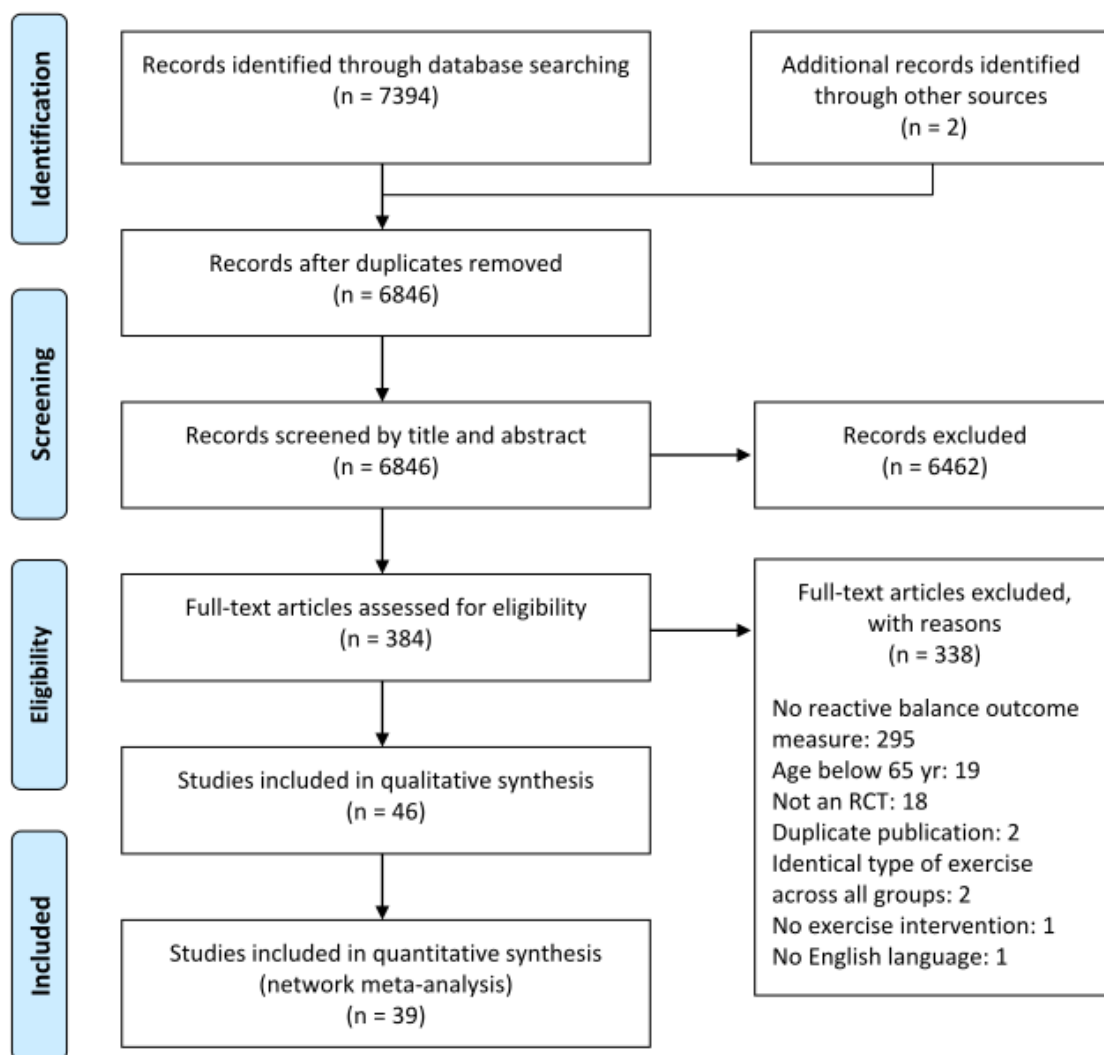 Identification
Records identified through database searching
(n = 7394)
Additional records identified
through other sources
(n = 2)
Records after duplicates removed
(n = 6846)
Screening
Records screened by title and abstract
(n = 6846)
Records excluded
(n = 6462)
Eligibility
Full-text articles assessed for eligibility
(n = 384)
Full-text articles excluded,
with reasons
(n = 338)
No reactive balance outcome
measure: 295
Age below 65 yr: 19
Not an RCT: 18
Duplicate publication: 2
Identical type of exercise
across all groups: 2
No exercise intervention: 1
No English language: 1
Studies included in qualitative synthesis
(n = 46)
Included
Studies included in quantitative synthesis
(network meta-analysis)
(n = 39)